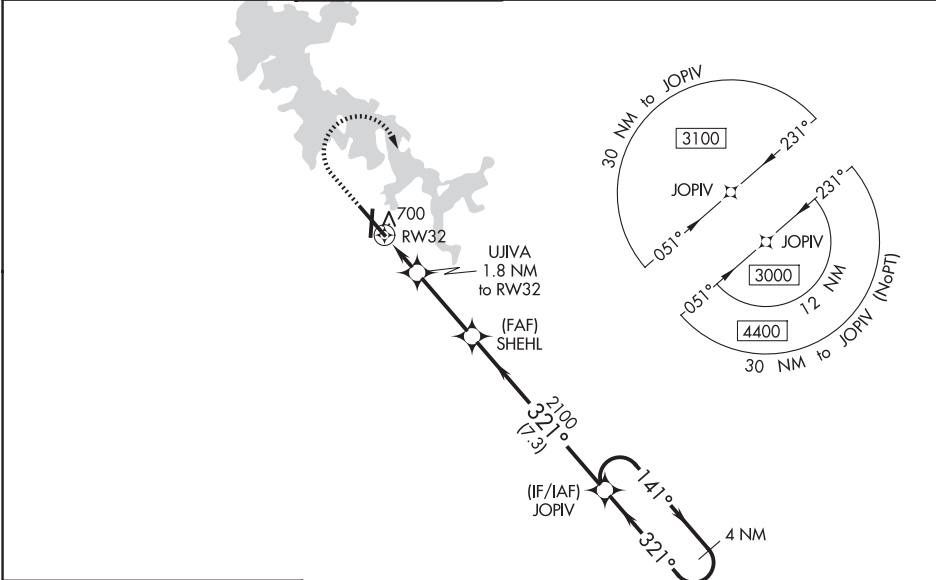 30 NM to JOPIV
3100
231°
JOPIV
051°
231°
JOPIV
3000
051°
12 NM
4400
30 NM to JOPIV (NoPT)
700
RW32
UJIVA
1.8 NM
to RW32
(FAF)
SHEHL
2100
321°
(7.3)
(IF/IAF)
JOPIV
141°
321°
4 NM